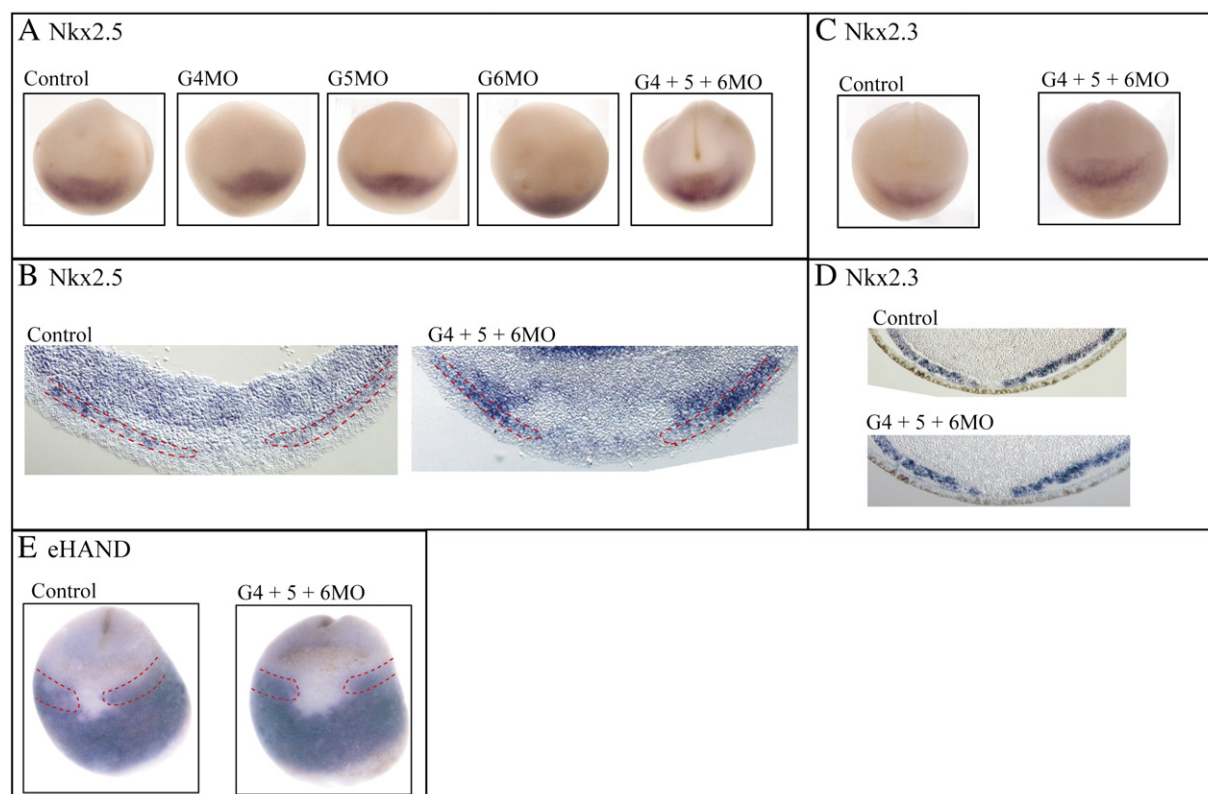 A Nkx2.5
Control
G4MO
G5MO
G6MO
G4 + 5 + 6MO
C Nkx2.3
Control
G4 + 5 + 6MO
B Nkx2.5
Control
G4 + 5 + 6MO
D Nkx2.3
Control
G4 + 5 + 6MO
E eHAND
Control
G4 + 5 + 6MO